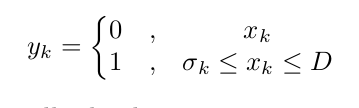 y_k = { 0 , x_k
1 , σ_k ≤ x_k ≤ D